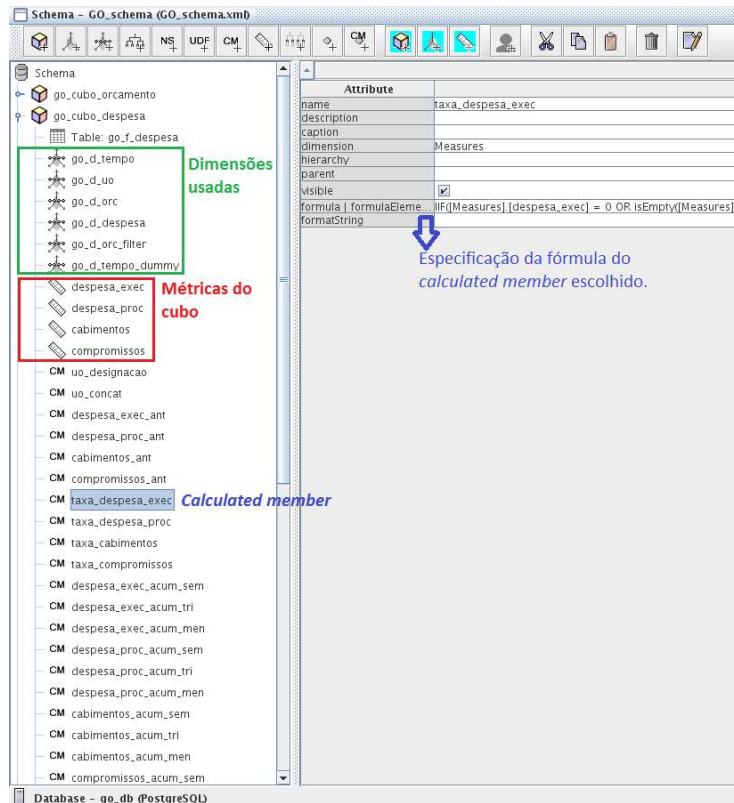 Schema - GO_schema (GO_schema.xml)
NS UDF CM CM
Schema
go_cubo_orcamento
go_cubo_despesa
Table: go_f_despesa
go_d_tempo
go_d_uo
go_d_orc
go_d_despesa
go_d_orc_filter
go_d_tempo_dummy
Dimensões
usadas
despesa_exec
despesa_proc
cabimentos
compromissos
Métricas do
cubo
CM uo_designacao
CM uo_concat
CM despesa_exec_ant
CM despesa_proc_ant
CM cabimentos_ant
CM compromissos_ant
CM taxa_despesa_exec Calculated member
CM taxa_despesa_proc
CM taxa_cabimentos
CM taxa_compromissos
CM despesa_exec_acum_sem
CM despesa_exec_acum_tri
CM despesa_exec_acum_men
CM despesa_proc_acum_sem
CM despesa_proc_acum_tri
CM despesa_proc_acum_men
CM cabimentos_acum_sem
CM cabimentos_acum_tri
CM cabimentos_acum_men
CM compromissos_acum_sem
Attribute
name taxa_despesa_exec
description
caption
dimension Measures
hierarchy
parent
visible
formula | formulaEleme... IIF([Measures].[despesa_exec] = 0 OR isEmpty([Measures]
formatString
Especificação da fórmula do
calculated member escolhido.
Database - go_db (PostgreSQL)